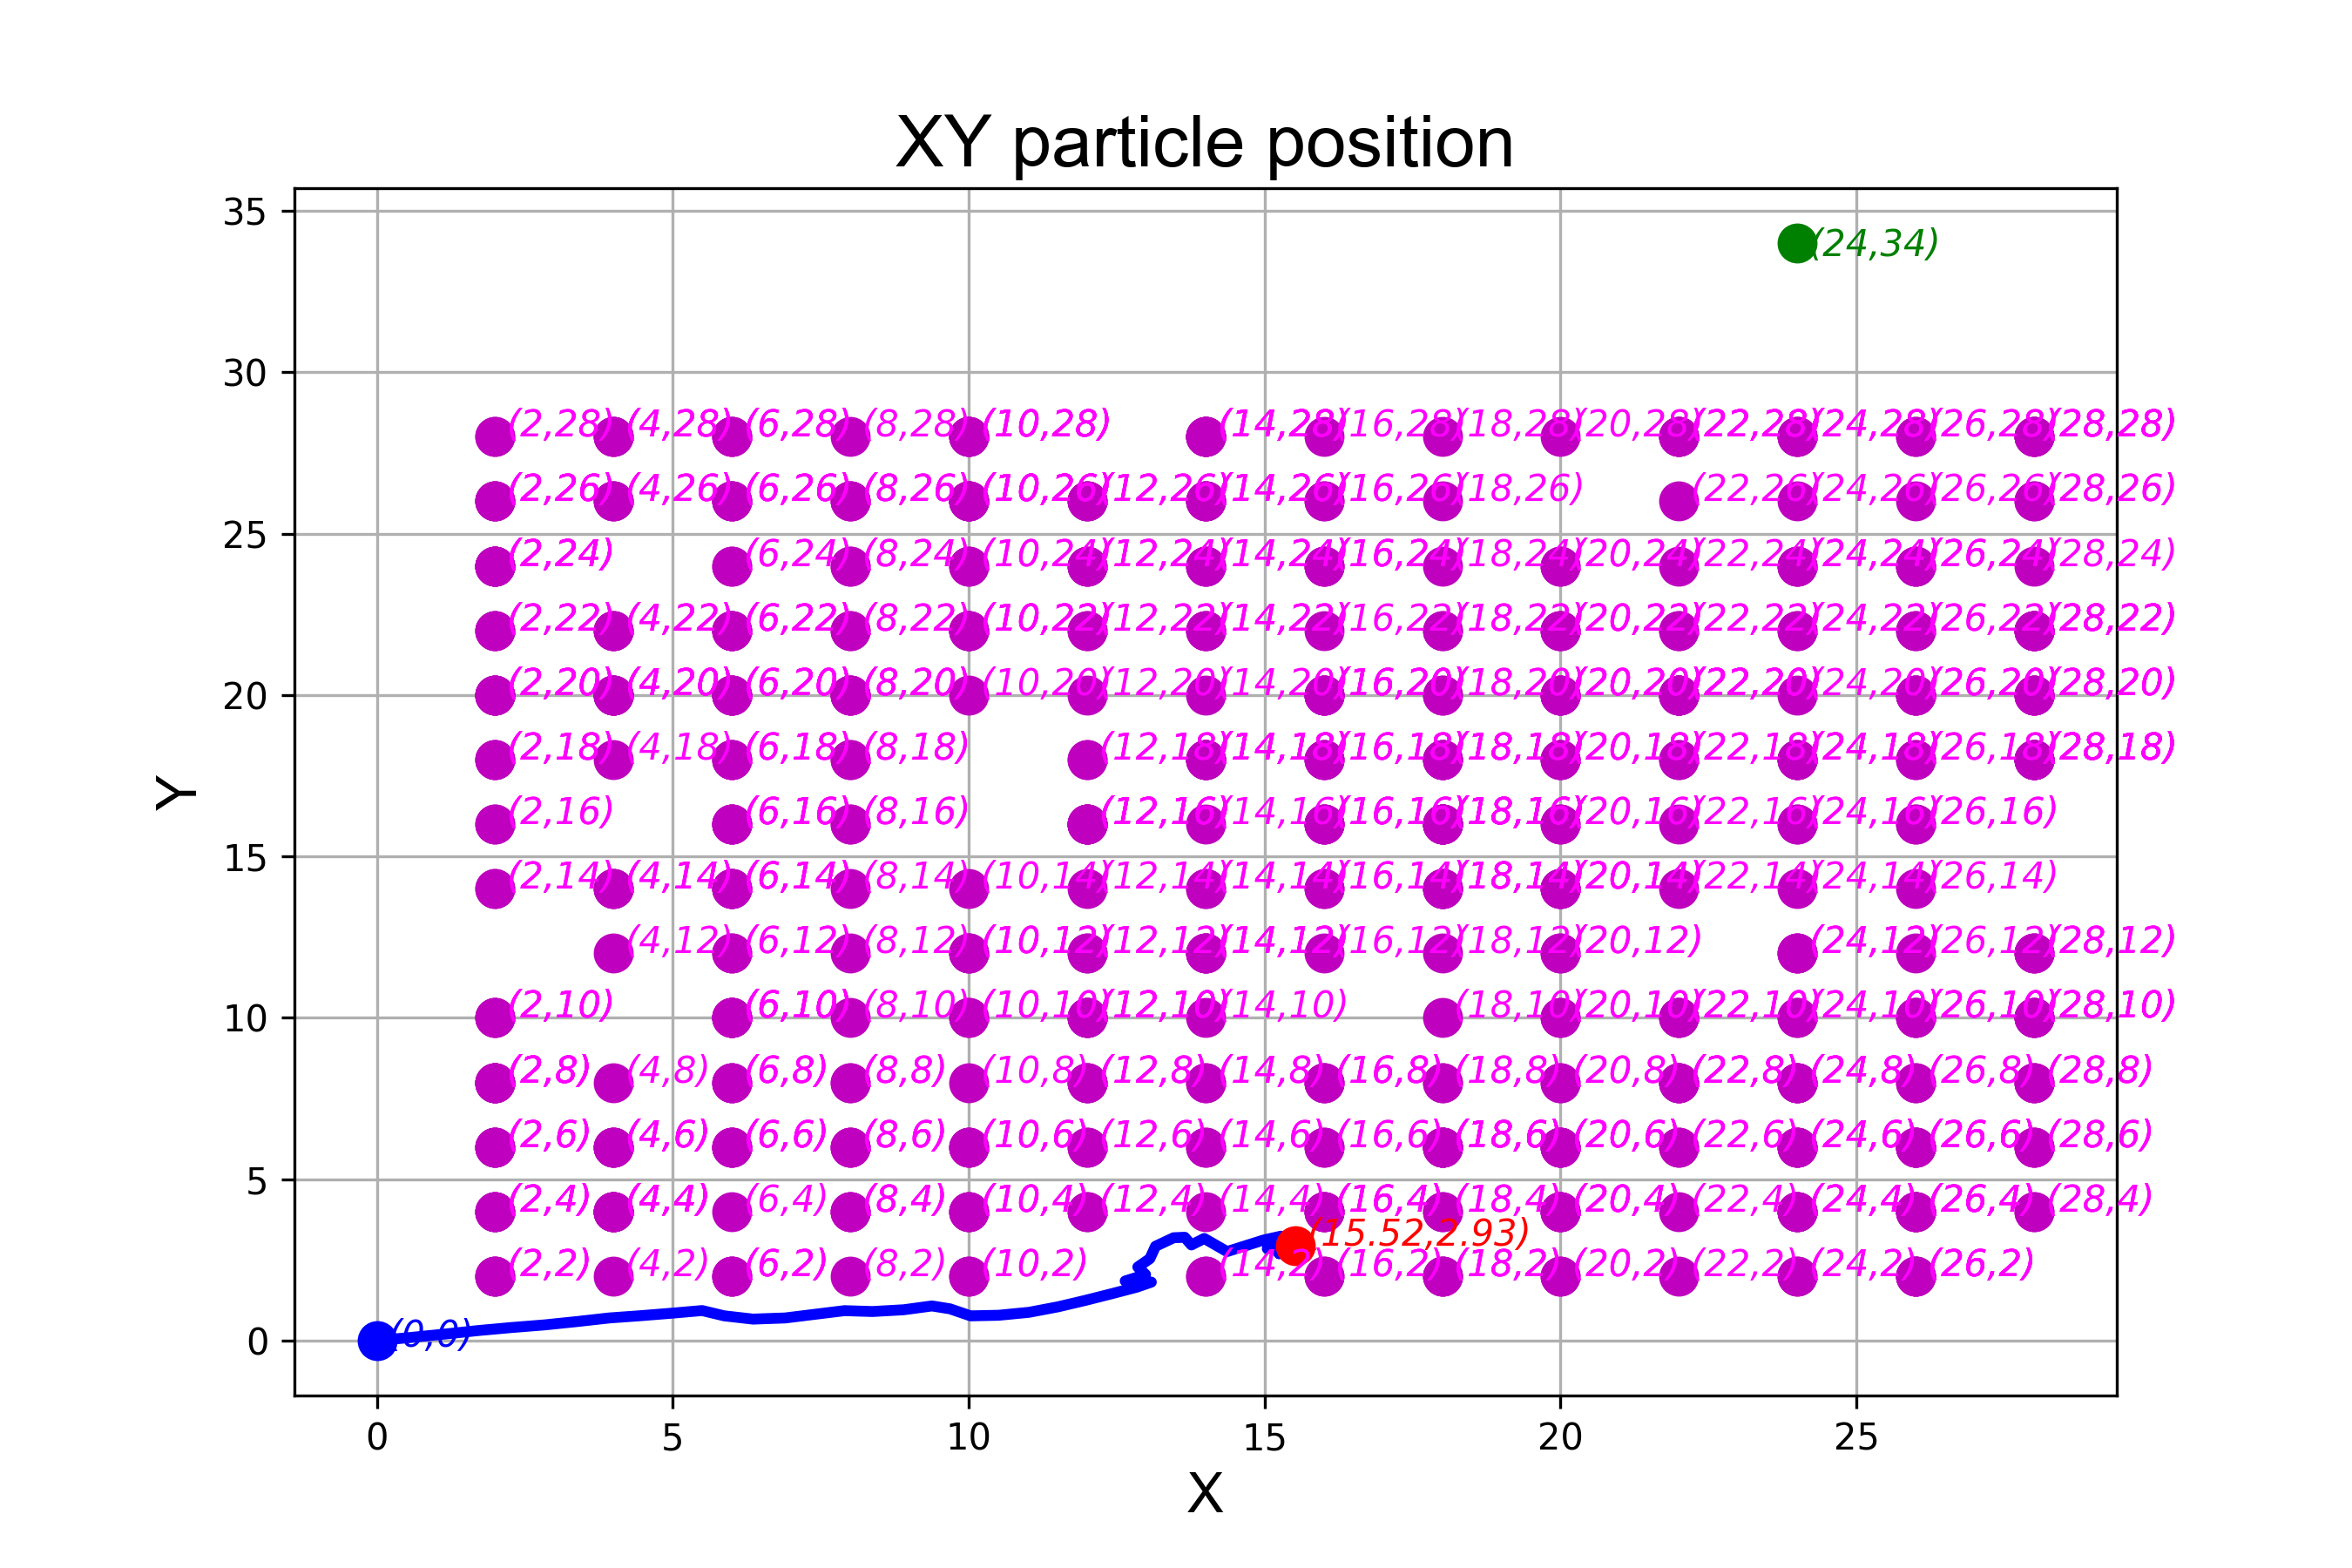 XY particle position
35
(24,34)
30
(2,28) (4,28) (6,28) (8,28) (10,28) (14,28) (16,28) (18,28) (20,28) (22,28) (24,28) (26,28) (28,28)
(2,26) (4,26) (6,26) (8,26) (10,26) (12,26) (14,26) (16,26) (18,26) (22,26) (24,26) (26,26) (28,26)
25
(2,24) (6,24) (8,24) (10,24) (12,24) (14,24) (16,24) (18,24) (20,24) (22,24) (24,24) (26,24) (28,24)
(2,22) (4,22) (6,22) (8,22) (10,22) (12,22) (14,22) (16,22) (18,22) (20,22) (22,22) (24,22) (26,22) (28,22)
20 (2,20) (4,20) (6,20) (8,20) (10,20) (12,20) (14,20) (16,20) (18,20) (20,20) (22,20) (24,20) (26,20) (28,20)
(2,18) (4,18) (6,18) (8,18) (12,18) (14,18) (16,18) (18,18) (20,18) (22,18) (24,18) (26,18) (28,18)
Y
(2,16) (6,16) (8,16) (12,16) (14,16) (16,16) (18,16) (20,16) (22,16) (24,16) (26,16)
15
(2,14) (4,14) (6,14) (8,14) (10,14) (12,14) (14,14) (16,14) (18,14) (20,14) (22,14) (24,14) (26,14)
(4,12) (6,12) (8,12) (10,12) (12,12) (14,12) (16,12) (18,12) (20,12) (24,12) (26,12) (28,12)
10 (2,10) (6,10) (8,10) (10,10) (12,10) (14,10) (18,10) (20,10) (22,10) (24,10) (26,10) (28,10)
(2,8) (4,8) (6,8) (8,8) (10,8) (12,8) (14,8) (16,8) (18,8) (20,8) (22,8) (24,8) (26,8) (28,8)
(2,6) (4,6) (6,6) (8,6) (10,6) (12,6) (14,6) (16,6) (18,6) (20,6) (22,6) (24,6) (26,6) (28,6)
5
(2,4) (4,4) (6,4) (8,4) (10,4) (12,4) (14,4) (16,4) (18,4) (20,4) (22,4) (24,4) (26,4) (28,4)
(15.52,2.93)
(2,2) (4,2) (6,2) (8,2) (10,2) (14,2) (16,2) (18,2) (20,2) (22,2) (24,2) (26,2)
0 (0,0)
0 5 10 15 20 25
X